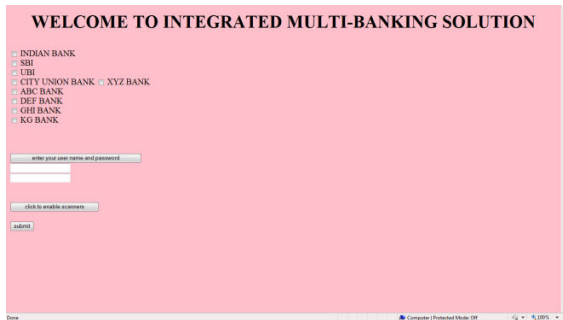 WELCOME TO INTEGRATED MULTI-BANKING SOLUTION
INDIAN BANK
SBI
UBI
CITY UNION BANK XYZ BANK
ABC BANK
DEF BANK
GHI BANK
KG BANK
enter your user name and password
click to enable scanners
submit
Done Computer | Protected Mode: Off 100%